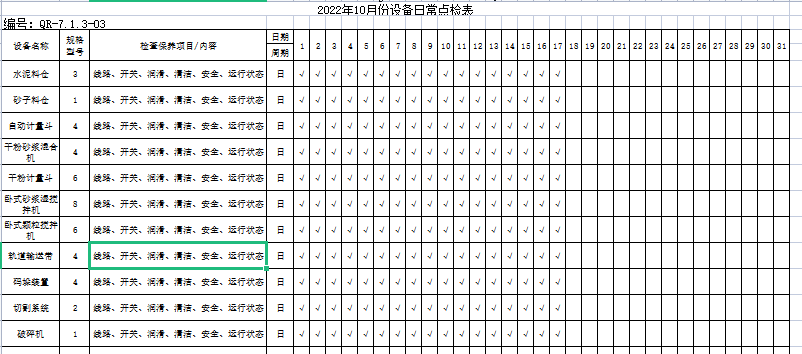 2022年10月份设备日常点检表
编号：QR-7.1.3-03
设备名称 规格型号 检查保养项目/内容 日期 周期 1 2 3 4 5 6 7 8 9 10 11 12 13 14 15 16 17 18 19 20 21 22 23 24 25 26 27 28 29 30 31
水泥料仓 3 线路、开关、润滑、清洁、安全、运行状态 日 √ √ √ √ √ √ √ √ √ √ √ √ √ √ √ √ √
砂子料仓 1 线路、开关、润滑、清洁、安全、运行状态 日 √ √ √ √ √ √ √ √ √ √ √ √ √ √ √ √ √
自动计量斗 4 线路、开关、润滑、清洁、安全、运行状态 日 √ √ √ √ √ √ √ √ √ √ √ √ √ √ √ √ √
干粉砂浆混合机 4 线路、开关、润滑、清洁、安全、运行状态 日 √ √ √ √ √ √ √ √ √ √ √ √ √ √ √ √ √
干粉计量斗 6 线路、开关、润滑、清洁、安全、运行状态 日 √ √ √ √ √ √ √ √ √ √ √ √ √ √ √ √ √
卧式砂浆湿搅拌机 8 线路、开关、润滑、清洁、安全、运行状态 日 √ √ √ √ √ √ √ √ √ √ √ √ √ √ √ √ √
卧式颗粒搅拌机 6 线路、开关、润滑、清洁、安全、运行状态 日 √ √ √ √ √ √ √ √ √ √ √ √ √ √ √ √ √
轨道输送带 4 线路、开关、润滑、清洁、安全、运行状态 日 √ √ √ √ √ √ √ √ √ √ √ √ √ √ √ √ √
码垛装置 4 线路、开关、润滑、清洁、安全、运行状态 日 √ √ √ √ √ √ √ √ √ √ √ √ √ √ √ √ √
切割系统 2 线路、开关、润滑、清洁、安全、运行状态 日 √ √ √ √ √ √ √ √ √ √ √ √ √ √ √ √ √
破碎机 1 线路、开关、润滑、清洁、安全、运行状态 日 √ √ √ √ √ √ √ √ √ √ √ √ √ √ √ √ √